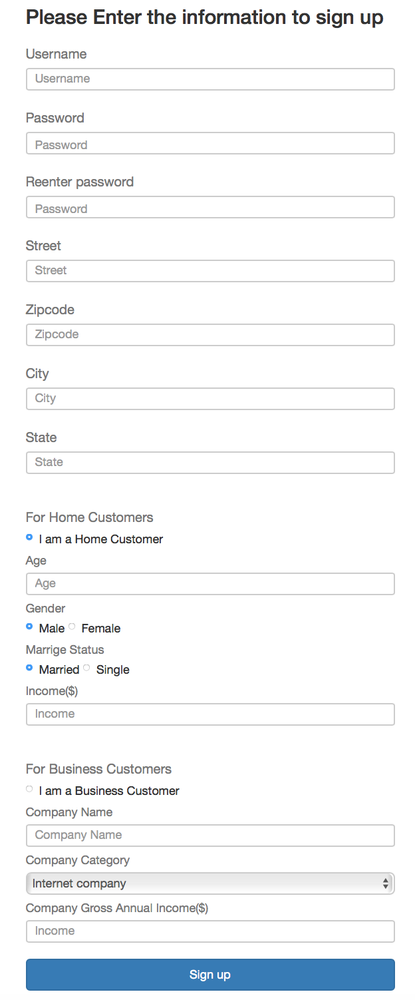 Please Enter the information to sign up
Username
Username
Password
Password
Reenter password
Password
Street
Street
Zipcode
Zipcode
City
City
State
State
For Home Customers
I am a Home Customer
Age
Age
Gender
Male Female
Marrige Status
Married Single
Income($)
Income
For Business Customers
I am a Business Customer
Company Name
Company Name
Company Category
Internet company
Company Gross Annual Income($)
Income
Sign up